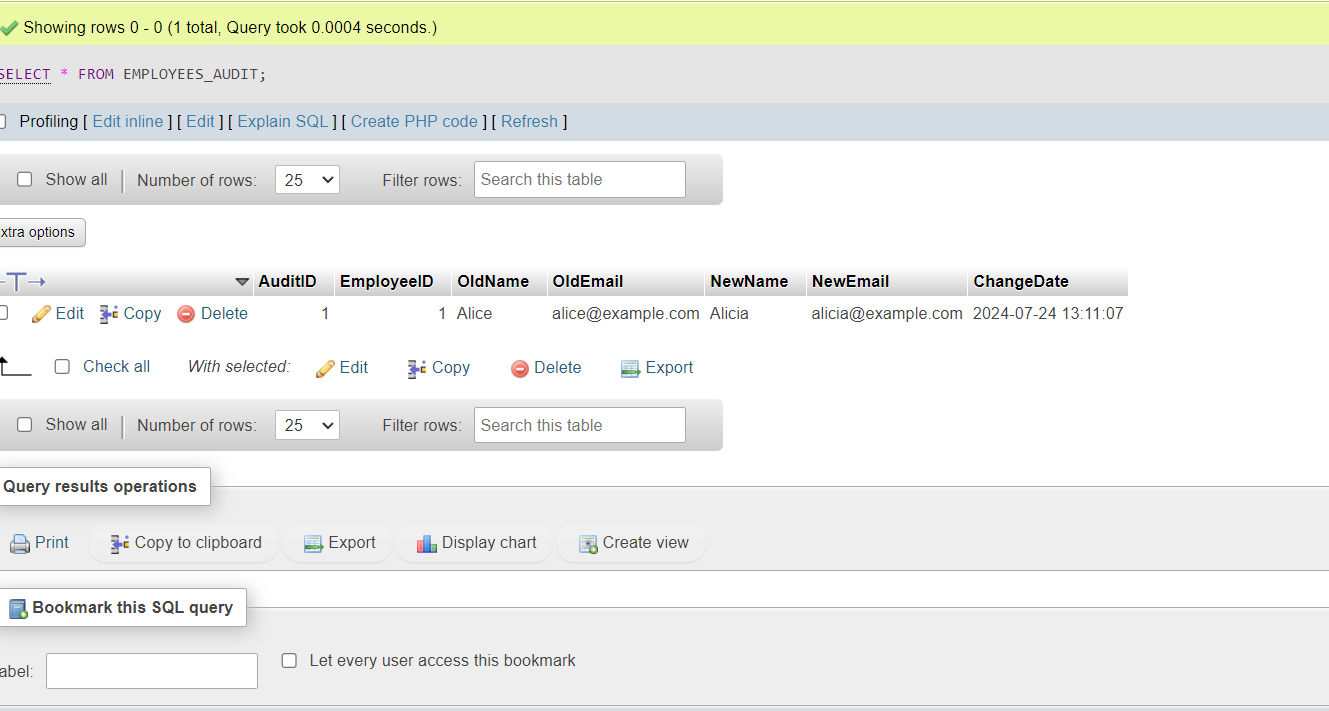 Showing rows 0 - 0 (1 total, Query took 0.0004 seconds.)
SELECT * FROM EMPLOYEES_AUDIT;
Profiling [ Edit inline ] [ Edit ] [ Explain SQL ] [ Create PHP code ] [ Refresh ]
Show all Number of rows: 25 Filter rows: Search this table
xtra options
AuditID EmployeeID OldName OldEmail NewName NewEmail ChangeDate
Edit Copy Delete 1 1 Alice alice@example.com Alicia alicia@example.com 2024-07-24 13:11:07
Check all With selected: Edit Copy Delete Export
Show all Number of rows: 25 Filter rows: Search this table
Query results operations
Print Copy to clipboard Export Display chart Create view
Bookmark this SQL query
abel: Let every user access this bookmark